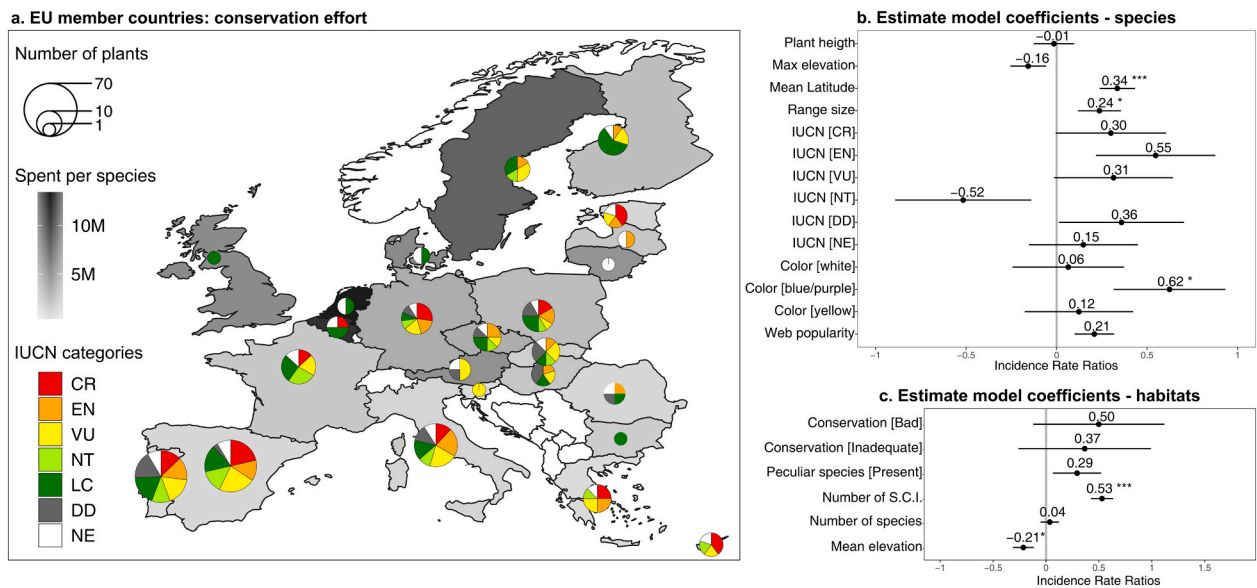 a. EU member countries: conservation effort
Number of plants
70
10
1
Spent per species
10M
5M
IUCN categories
CR
EN
VU
NT
LC
DD
NE
b. Estimate model coefficients - species
Plant heigth
−0.01
Max elevation
−0.16
Mean Latitude
0.34 ***
Range size
0.24 *
IUCN [CR]
0.30
IUCN [EN]
0.55
IUCN [VU]
0.31
IUCN [NT]
−0.52
IUCN [DD]
0.36
IUCN [NE]
0.15
Color [white]
0.06
Color [blue/purple]
0.62 *
Color [yellow]
0.12
Web popularity
0.21
-1 -0.5 0 0.5 1
Incidence Rate Ratios
c. Estimate model coefficients - habitats
Conservation [Bad]
0.50
Conservation [Inadequate]
0.37
Peculiar species [Present]
0.29
Number of S.C.I.
0.53 ***
Number of species
0.04
Mean elevation
−0.21*
-1 -0.5 0 0.5 1
Incidence Rate Ratios